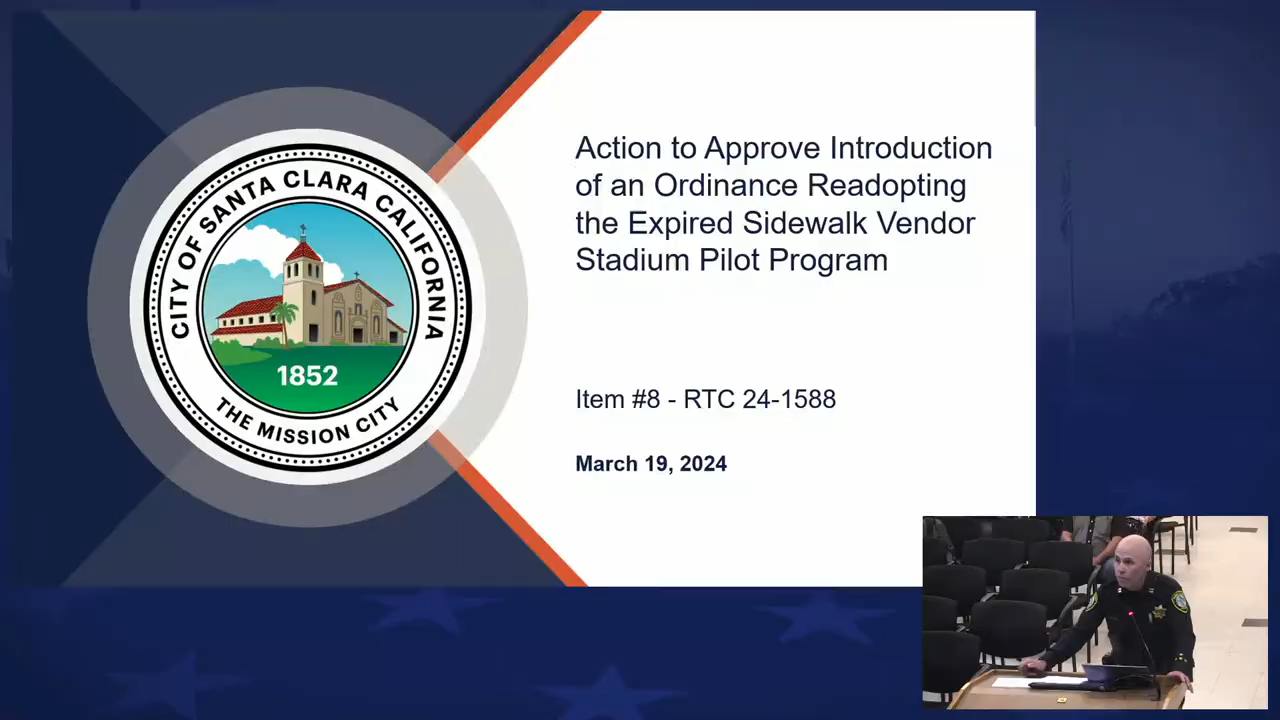 CITY OF SANTA CLARA CALIFORNIA
1852
THE MISSION CITY
Action to Approve Introduction
of an Ordinance Readopting
the Expired Sidewalk Vendor
Stadium Pilot Program
Item #8 - RTC 24-1588
March 19, 2024